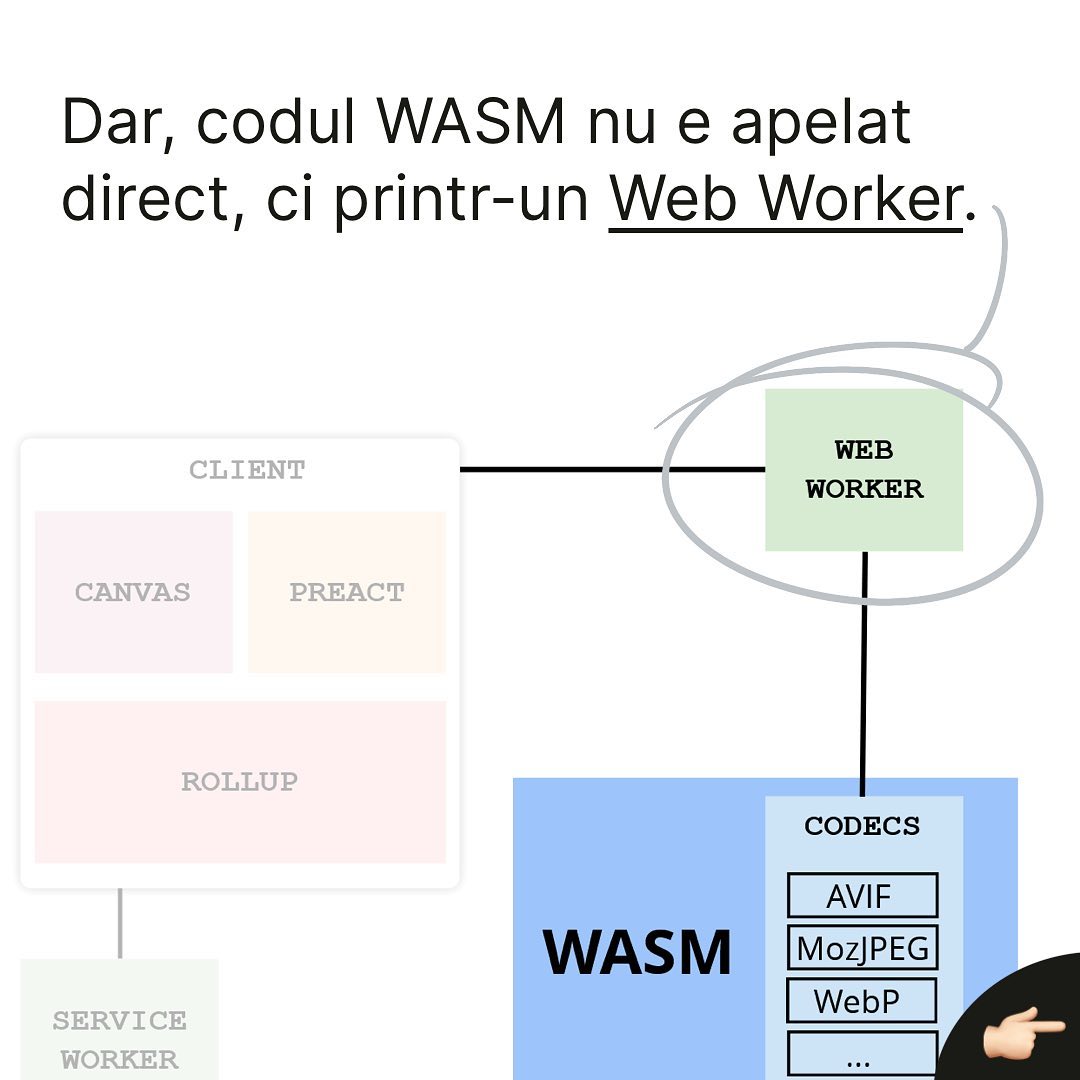 Dar, codul WASM nu e apelat
direct, ci printr-un Web Worker.
WEB
WORKER
CLIENT
CANVAS
PREACT
ROLLUP
CODECS
AVIF
MozJPEG
WebP
...
WASM
SERVICE
WORKER